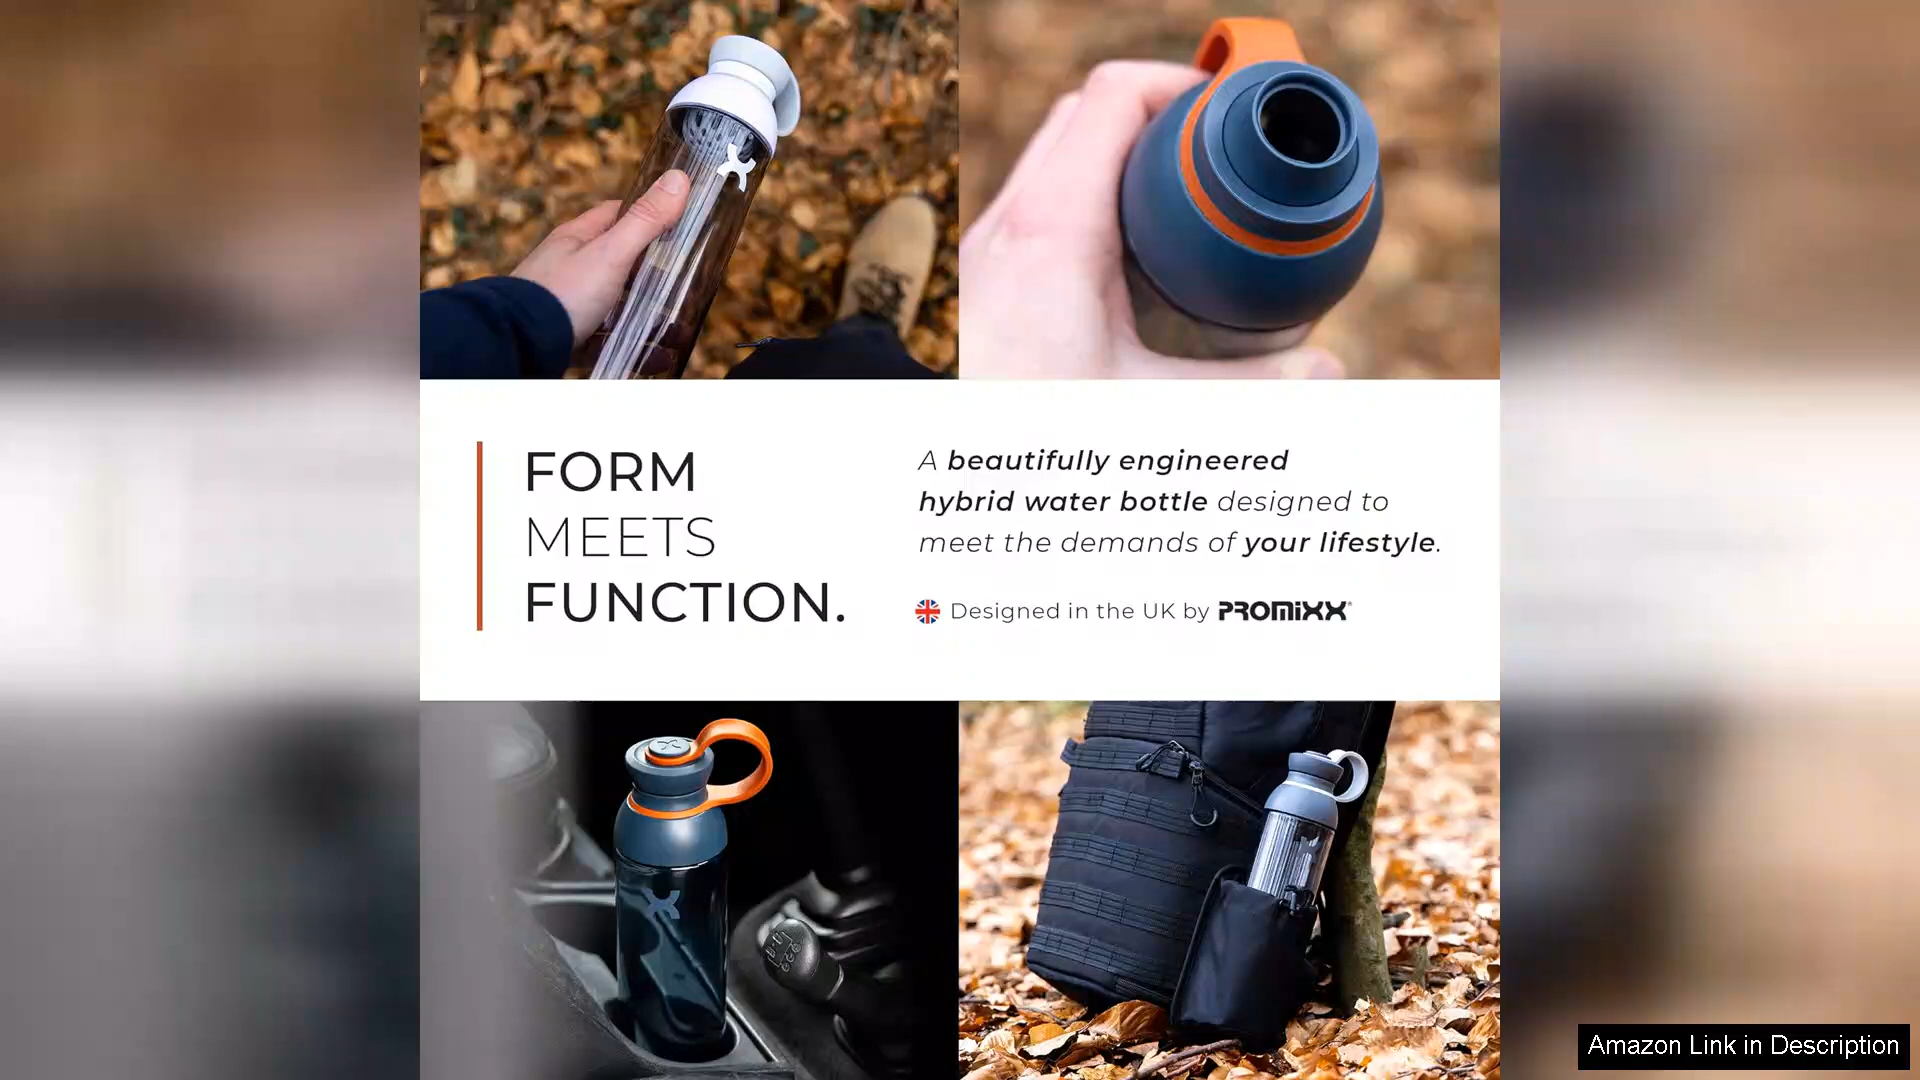 FORM
MEETS
FUNCTION.
A beautifully engineered
hybrid water bottle designed to
meet the demands of your lifestyle.
Designed in the UK by PROMiXX®
Amazon Link in Description